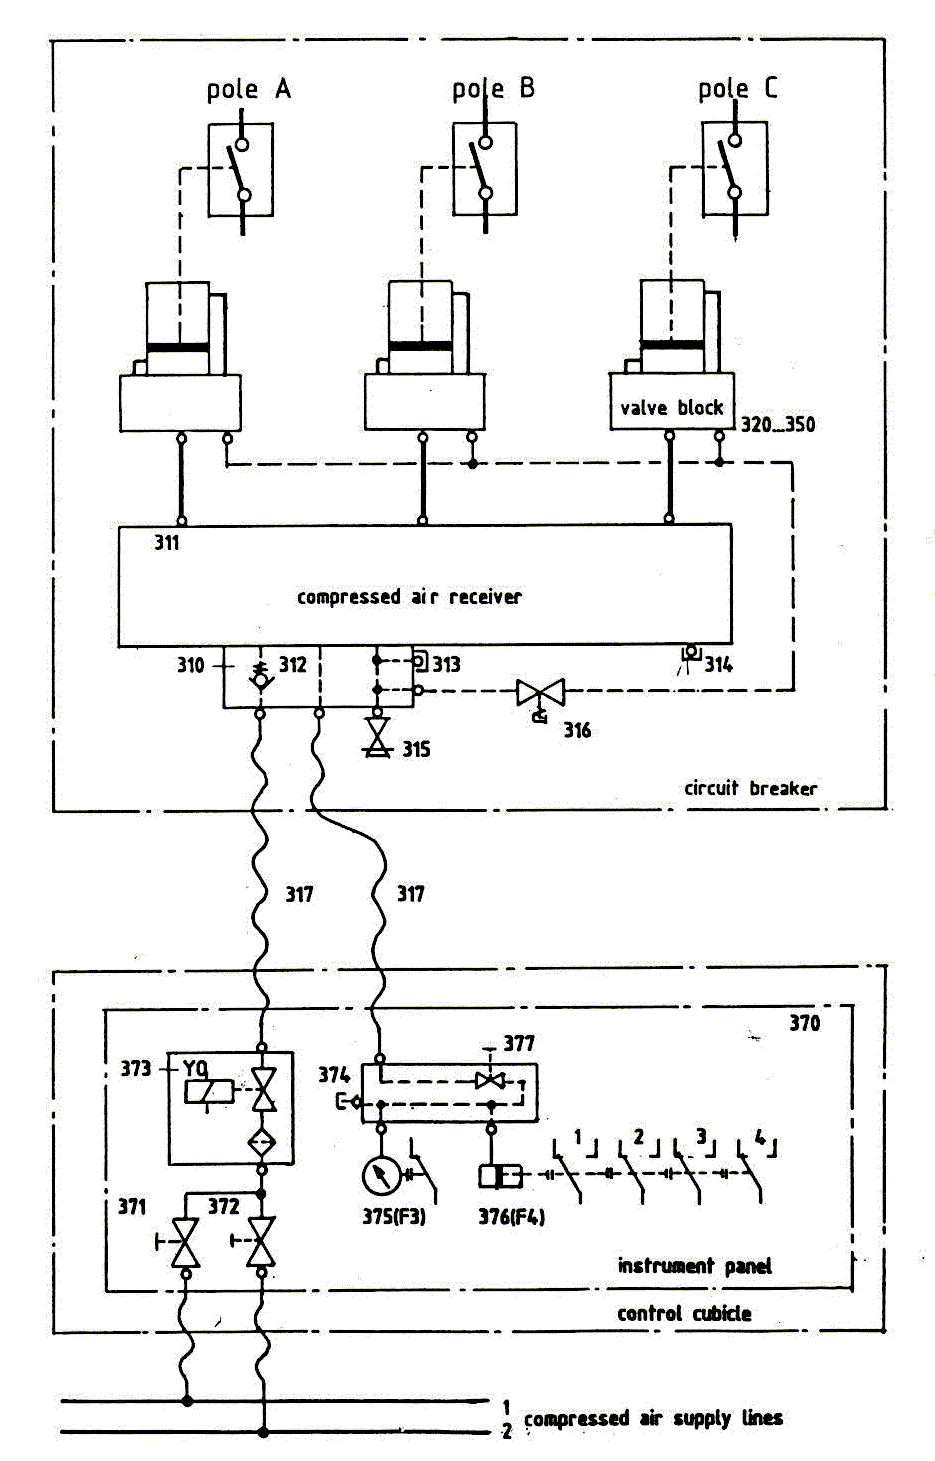 pole A
pole B
pole C
valve block
320...350
311
compressed air receiver
310
312
313
314
316
315
circuit breaker
317
317
370
377
373
YO
374
1
2
3
4
371
372
375(F3)
376(F4)
instrument panel
control cubicle
1
2
compressed air supply lines